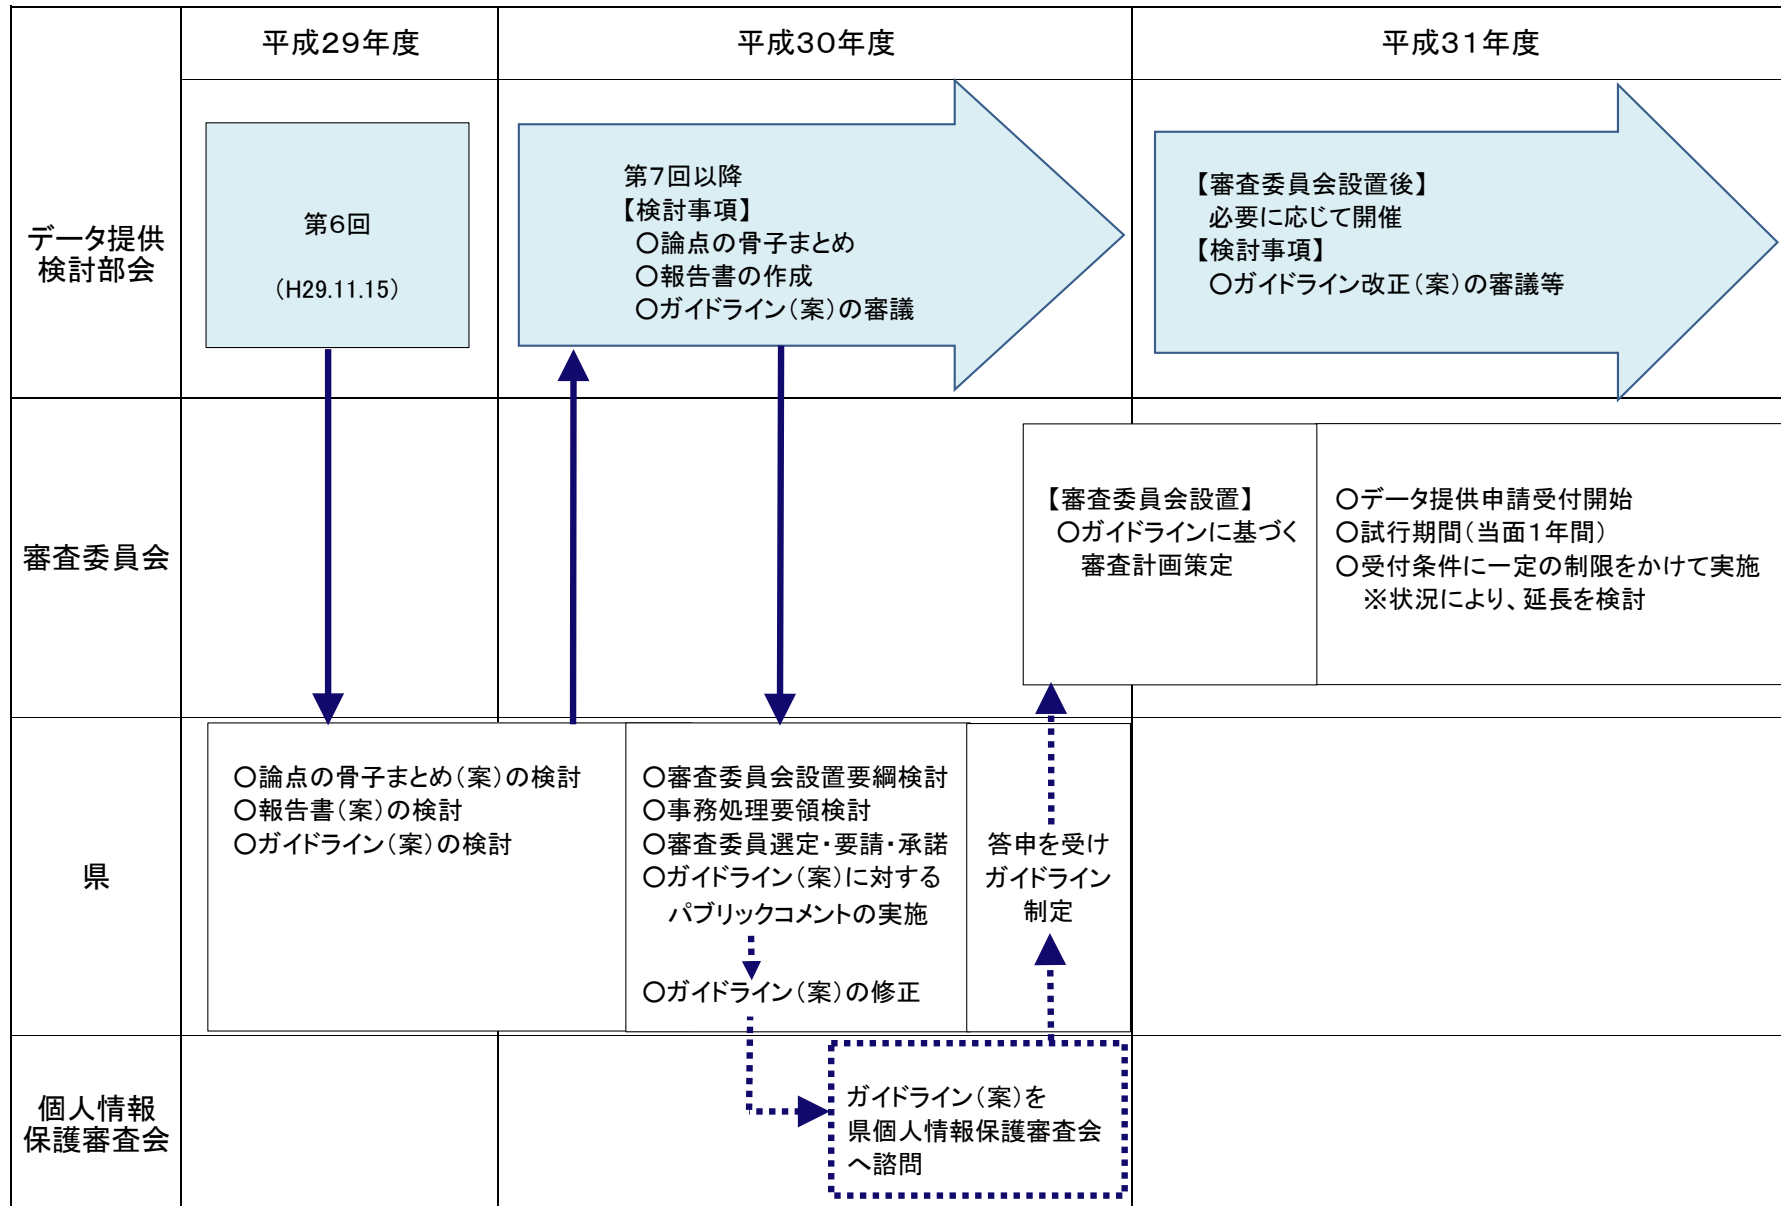 平成29年度
平成30年度
平成31年度
データ提供
検討部会
第6回
(H29.11.15)
第7回以降
【検討事項】
〇論点の骨子まとめ
〇報告書の作成
〇ガイドライン(案)の審議
【審査委員会設置後】
必要に応じて開催
【検討事項】
〇ガイドライン改正(案)の審議等
審査委員会
【審査委員会設置】
〇ガイドラインに基づく
審査計画策定
〇データ提供申請受付開始
〇試行期間(当面1年間)
〇受付条件に一定の制限をかけて実施
※状況により、延長を検討
県
〇論点の骨子まとめ(案)の検討
〇報告書(案)の検討
〇ガイドライン(案)の検討
〇審査委員会設置要綱検討
〇事務処理要領検討
〇審査委員選定・要請・承諾
〇ガイドライン(案)に対する
パブリックコメントの実施
〇ガイドライン(案)の修正
答申を受け
ガイドライン
制定
個人情報
保護審査会
ガイドライン(案)を
県個人情報保護審査会
へ諮問